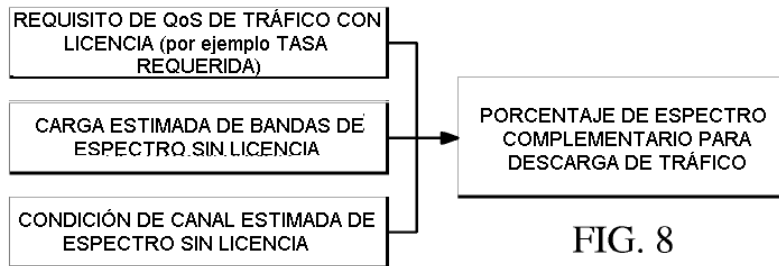 REQUISITO DE QoS DE TRÁFICO CON
LICENCIA (por ejemplo TASA
REQUERIDA)
CARGA ESTIMADA DE BANDAS DE
ESPECTRO SIN LICENCIA
CONDICIÓN DE CANAL ESTIMADA DE
ESPECTRO SIN LICENCIA
PORCENTAJE DE ESPECTRO
COMPLEMENTARIO PARA
DESCARGA DE TRÁFICO
FIG. 8